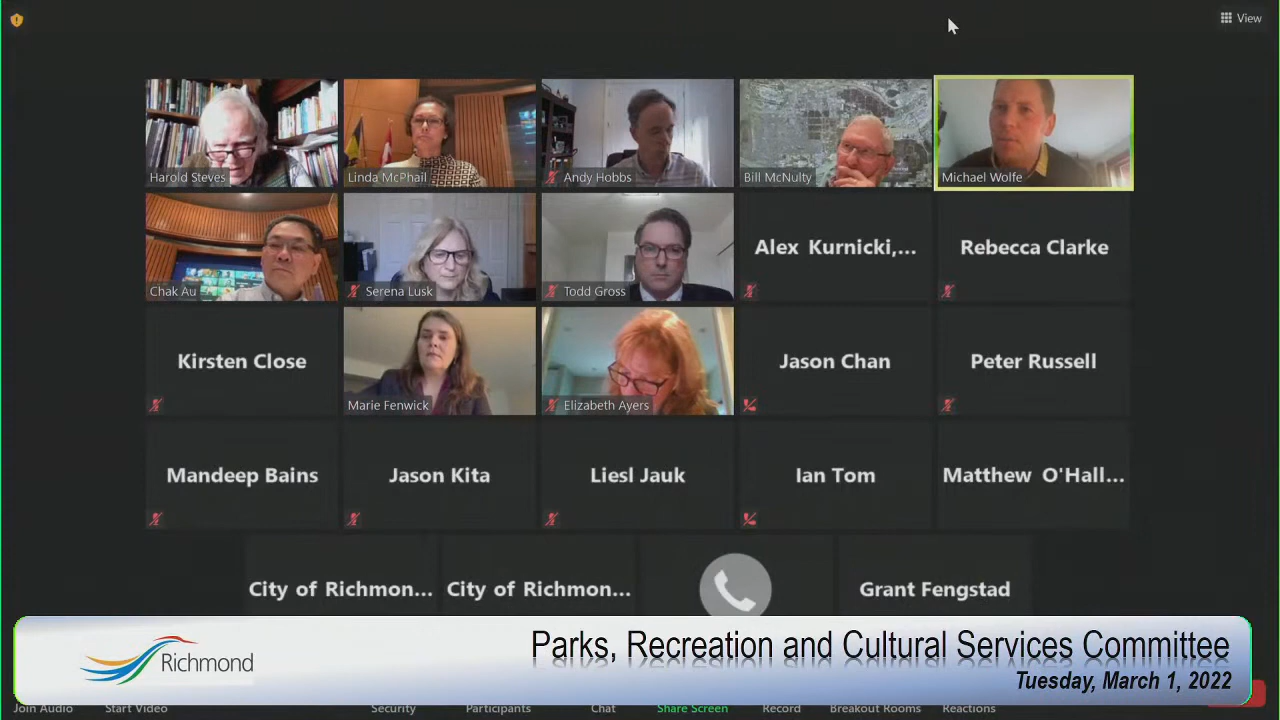 View
Harold Steves
Linda McPhail
Andy Hobbs
Bill McNulty
Michael Wolfe
Chak Au
Serena Lusk
Todd Gross
Alex Kurnicki,...
Rebecca Clarke
Kirsten Close
Marie Fenwick
Elizabeth Ayers
Jason Chan
Peter Russell
Mandeep Bains
Jason Kita
Liesl Jauk
Ian Tom
Matthew O'Hall...
City of Richmon...
City of Richmon...
Grant Fengstad
Richmond
Parks, Recreation and Cultural Services Committee
Tuesday, March 1, 2022
Join Audio
Start Video
Security
Participants
Chat
Share Screen
Record
Breakout Rooms
Reactions